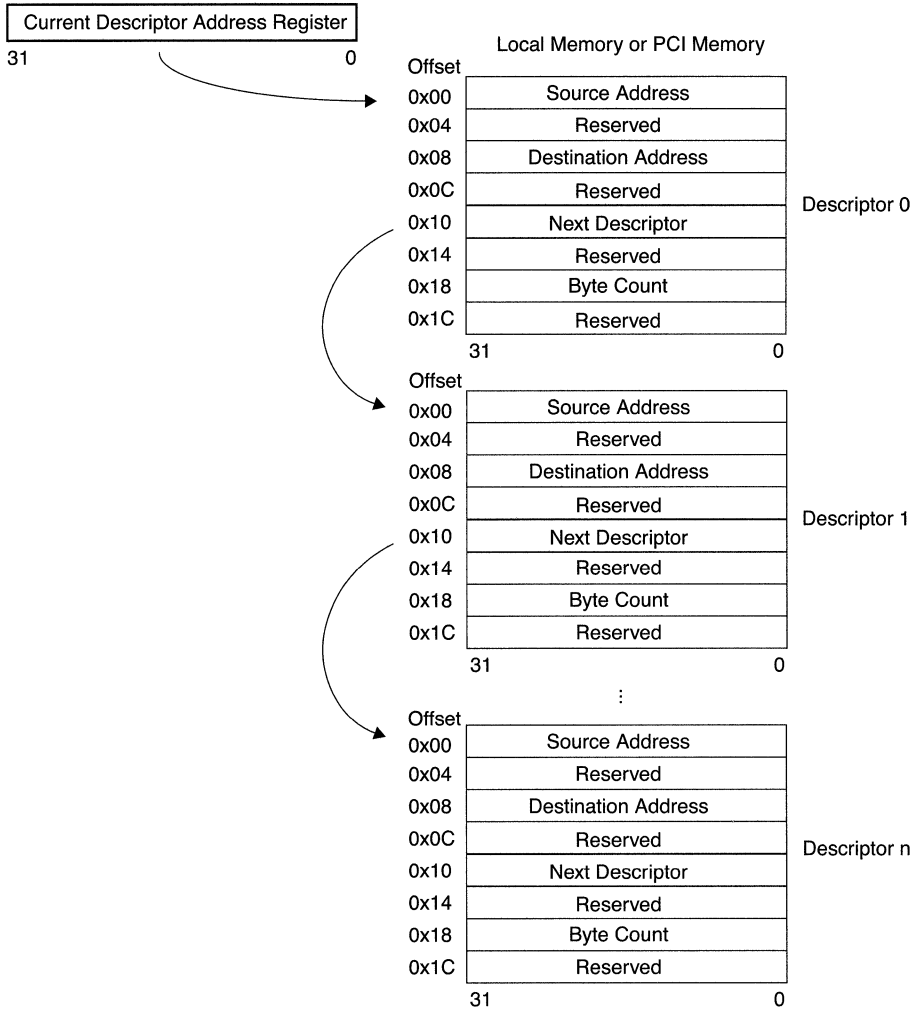 Current Descriptor Address Register
31 0
Local Memory or PCI Memory
Offset
0x00 Source Address
0x04 Reserved
0x08 Destination Address
0x0C Reserved
Descriptor 0
0x10 Next Descriptor
0x14 Reserved
0x18 Byte Count
0x1C Reserved
31 0
Offset
0x00 Source Address
0x04 Reserved
0x08 Destination Address
0x0C Reserved
Descriptor 1
0x10 Next Descriptor
0x14 Reserved
0x18 Byte Count
0x1C Reserved
31 0
⋮
Offset
0x00 Source Address
0x04 Reserved
0x08 Destination Address
0x0C Reserved
Descriptor n
0x10 Next Descriptor
0x14 Reserved
0x18 Byte Count
0x1C Reserved
31 0